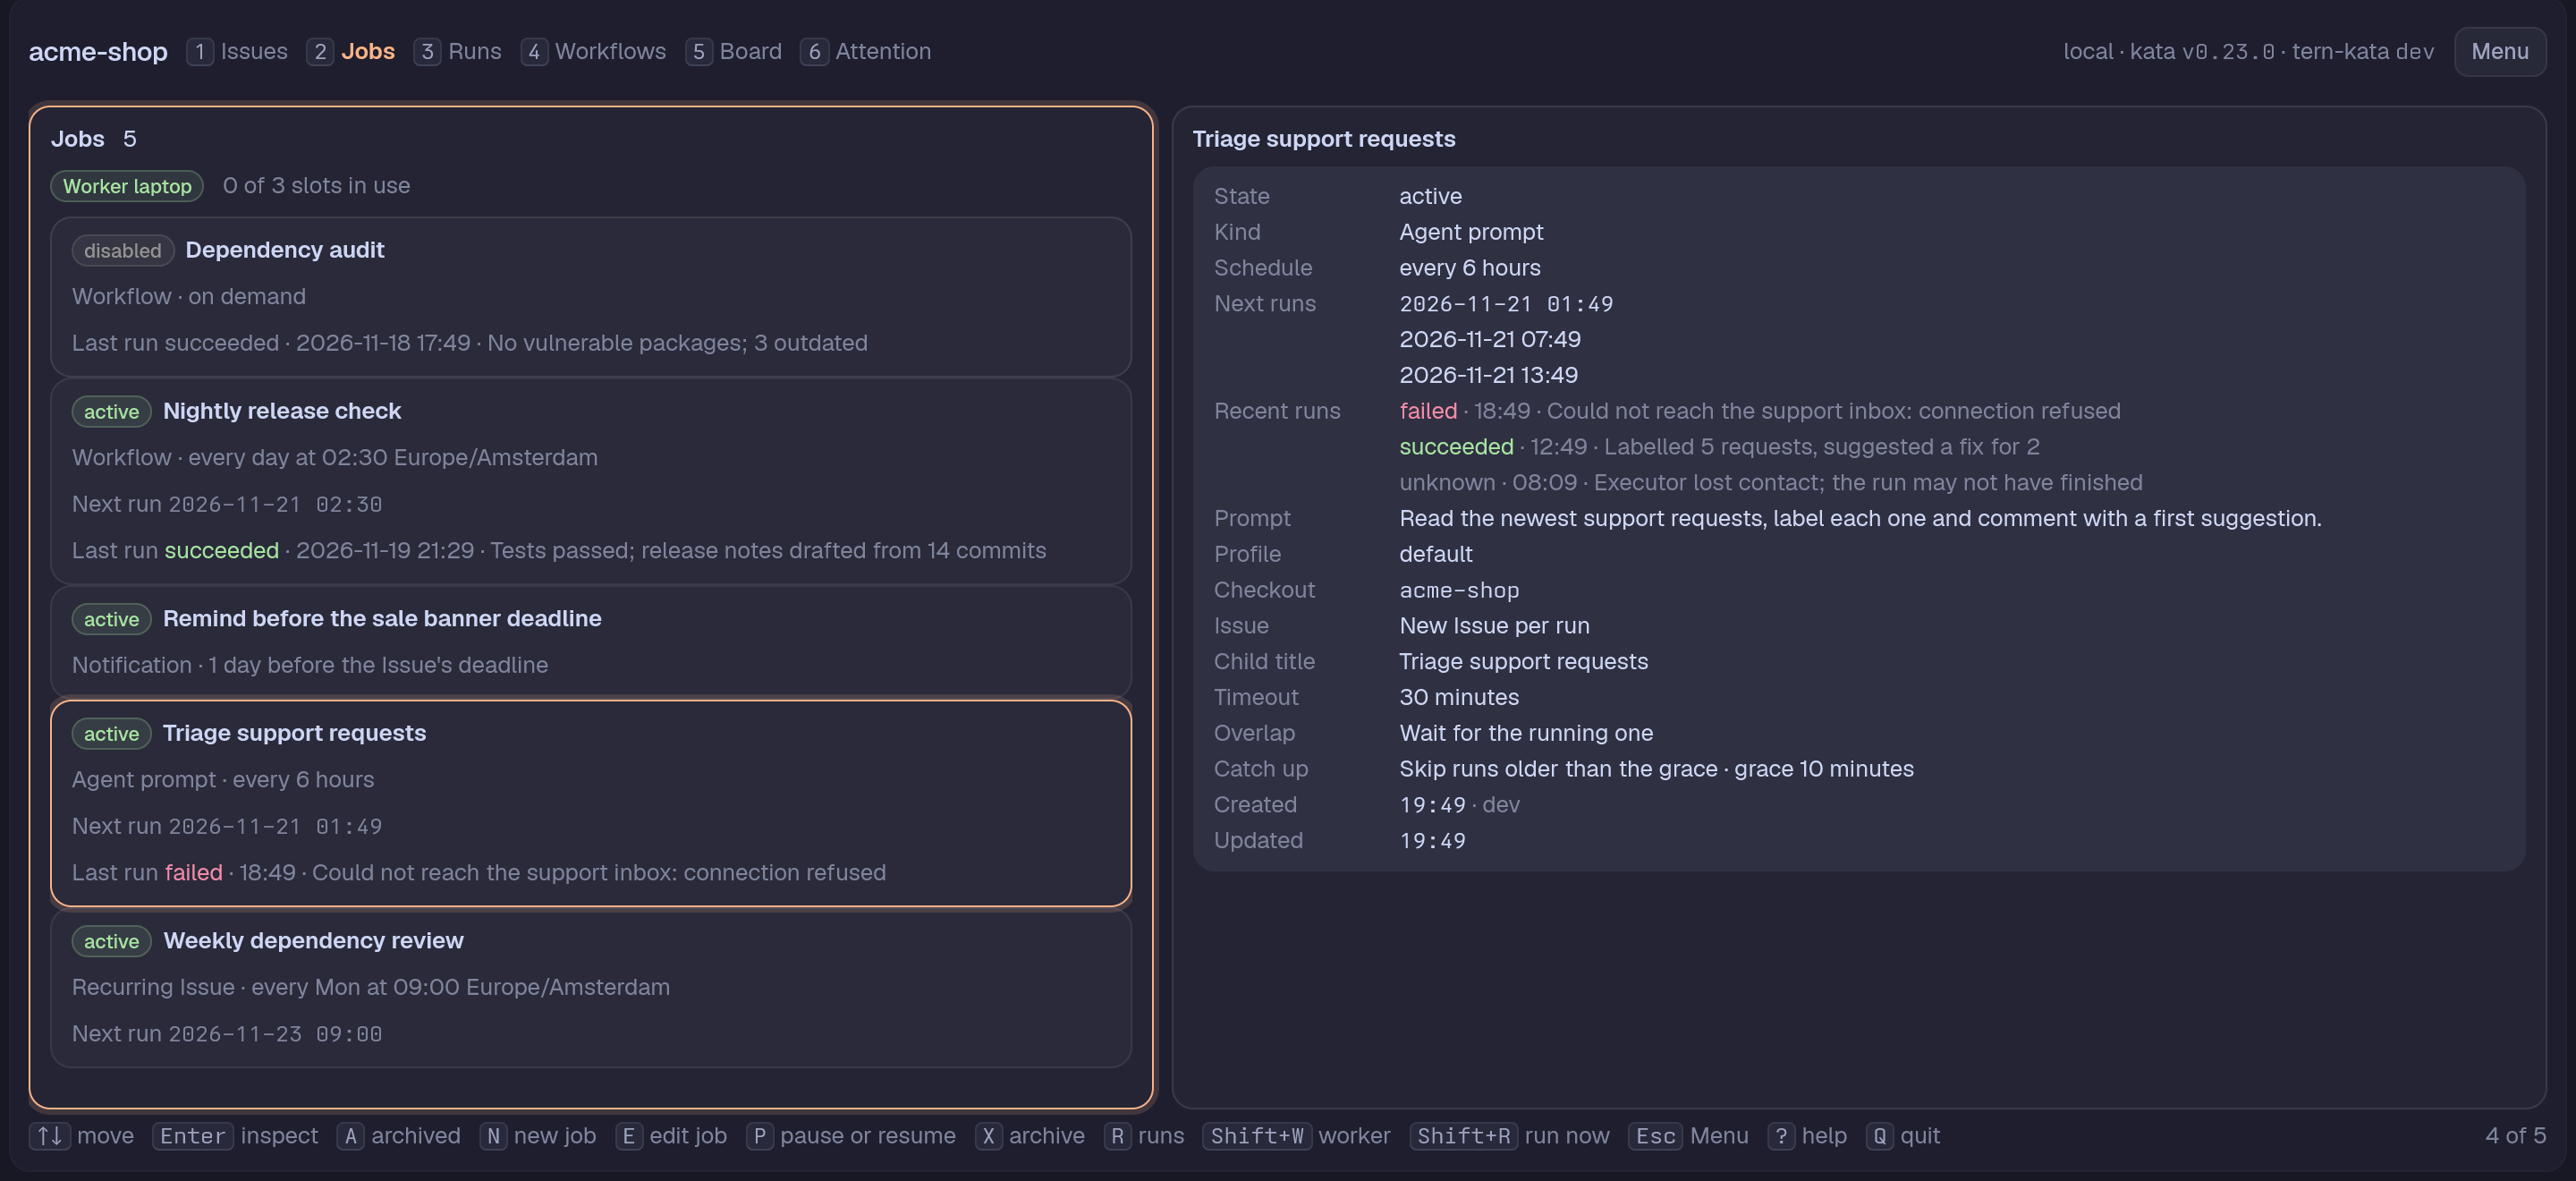 acme-shop 1 Issues 2 Jobs 3 Runs 4 Workflows 5 Board 6 Attention local · kata v0.23.0 · tern-kata dev Menu
Jobs 5
Worker laptop 0 of 3 slots in use
disabled Dependency audit
Workflow · on demand
Last run succeeded · 2026-11-18 17:49 · No vulnerable packages; 3 outdated
active Nightly release check
Workflow · every day at 02:30 Europe/Amsterdam
Next run 2026-11-21 02:30
Last run succeeded · 2026-11-19 21:29 · Tests passed; release notes drafted from 14 commits
active Remind before the sale banner deadline
Notification · 1 day before the Issue's deadline
active Triage support requests
Agent prompt · every 6 hours
Next run 2026-11-21 01:49
Last run failed · 18:49 · Could not reach the support inbox: connection refused
active Weekly dependency review
Recurring Issue · every Mon at 09:00 Europe/Amsterdam
Next run 2026-11-23 09:00
Triage support requests
State active
Kind Agent prompt
Schedule every 6 hours
Next runs 2026-11-21 01:49
2026-11-21 07:49
2026-11-21 13:49
Recent runs failed · 18:49 · Could not reach the support inbox: connection refused
succeeded · 12:49 · Labelled 5 requests, suggested a fix for 2
unknown · 08:09 · Executor lost contact; the run may not have finished
Prompt Read the newest support requests, label each one and comment with a first suggestion.
Profile default
Checkout acme-shop
Issue New Issue per run
Child title Triage support requests
Timeout 30 minutes
Overlap Wait for the running one
Catch up Skip runs older than the grace · grace 10 minutes
Created 19:49 · dev
Updated 19:49
↑↓ move Enter inspect A archived N new job E edit job P pause or resume X archive R runs Shift+W worker Shift+R run now Esc Menu ? help Q quit 4 of 5